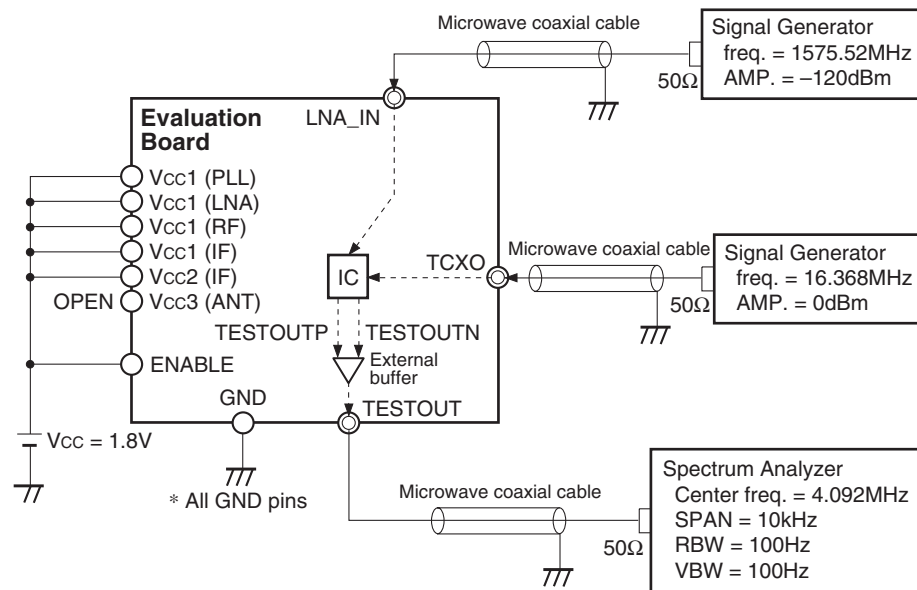 Microwave coaxial cable
Signal Generator
freq. = 1575.52MHz
AMP. = –120dBm
50Ω
LNA_IN
Evaluation
Board
VCC1 (PLL)
VCC1 (LNA)
VCC1 (RF)
VCC1 (IF)
VCC2 (IF)
OPEN
VCC3 (ANT)
ENABLE
IC
TCXO
Microwave coaxial cable
Signal Generator
freq. = 16.368MHz
AMP. = 0dBm
50Ω
TESTOUTP
TESTOUTN
External
buffer
GND
TESTOUT
VCC = 1.8V
* All GND pins
Microwave coaxial cable
Spectrum Analyzer
Center freq. = 4.092MHz
SPAN = 10kHz
RBW = 100Hz
VBW = 100Hz
50Ω